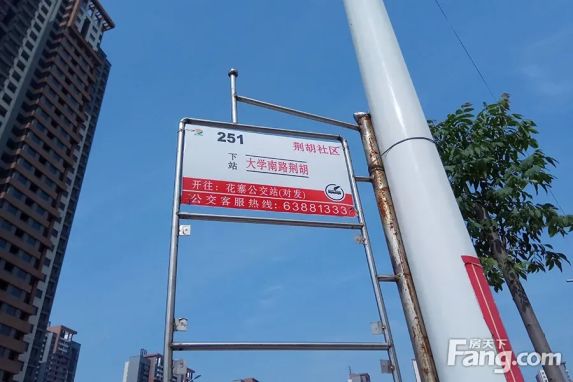 251
荆胡社区
下站 大学南路荆胡
开往：花寨公交站(对发)
公交客服热线：63881333
房天下
Fang.com